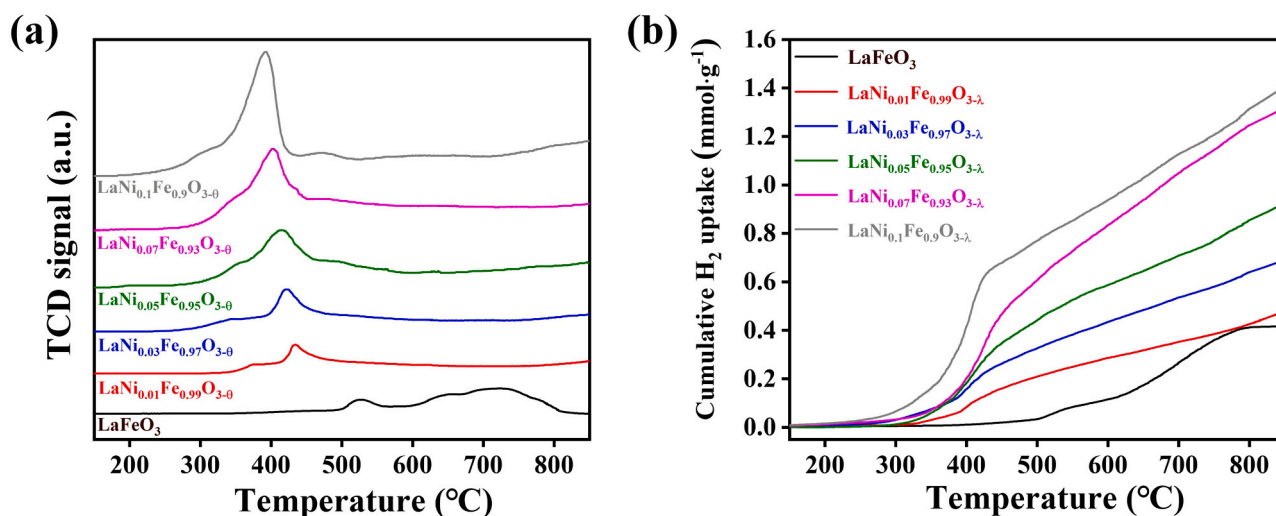 (a)
TCD signal (a.u.)
LaNi0.1Fe0.9O3-θ
LaNi0.07Fe0.93O3-θ
LaNi0.05Fe0.95O3-θ
LaNi0.03Fe0.97O3-θ
LaNi0.01Fe0.99O3-θ
LaFeO3
200 300 400 500 600 700 800
Temperature (°C)
(b)
Cumulative H2 uptake (mmol·g-1)
1.6
1.4
1.2
1.0
0.8
0.6
0.4
0.2
0.0
LaFeO3
LaNi0.01Fe0.99O3-λ
LaNi0.03Fe0.97O3-λ
LaNi0.05Fe0.95O3-λ
LaNi0.07Fe0.93O3-λ
LaNi0.1Fe0.9O3-λ
200 300 400 500 600 700 800
Temperature (°C)